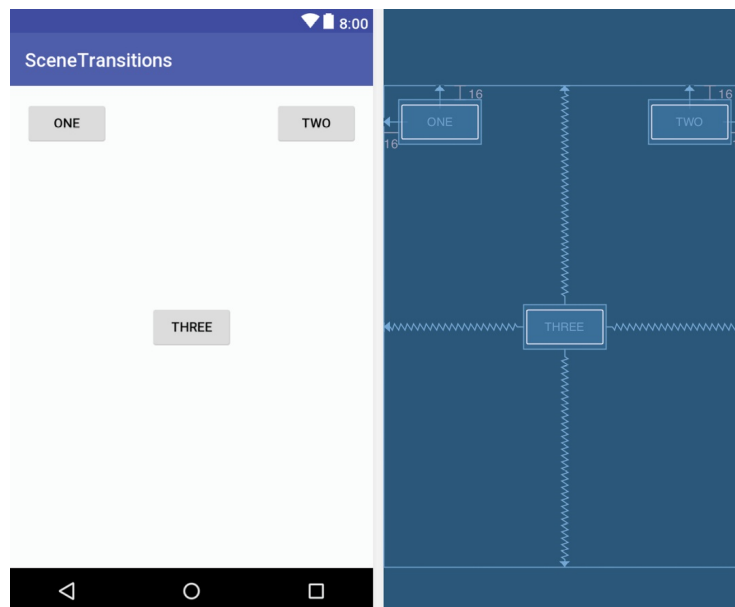 8:00
SceneTransitions
ONE TWO
THREE
16 16
ONE TWO
16
THREE